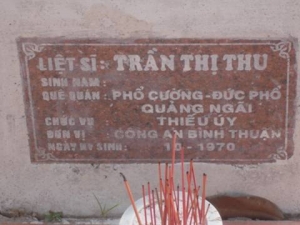 LIỆT SĨ: TRẦN THỊ THU
SINH NĂM:
QUÊ QUÁN: PHỔ CƯỜNG-ĐỨC PHỔ
QUẢNG NGÃI
CHỨC VỤ : THIẾU ÚY
ĐƠN VỊ : CÔNG AN BÌNH THUẬN
NGÀY HY SINH: 10-1970